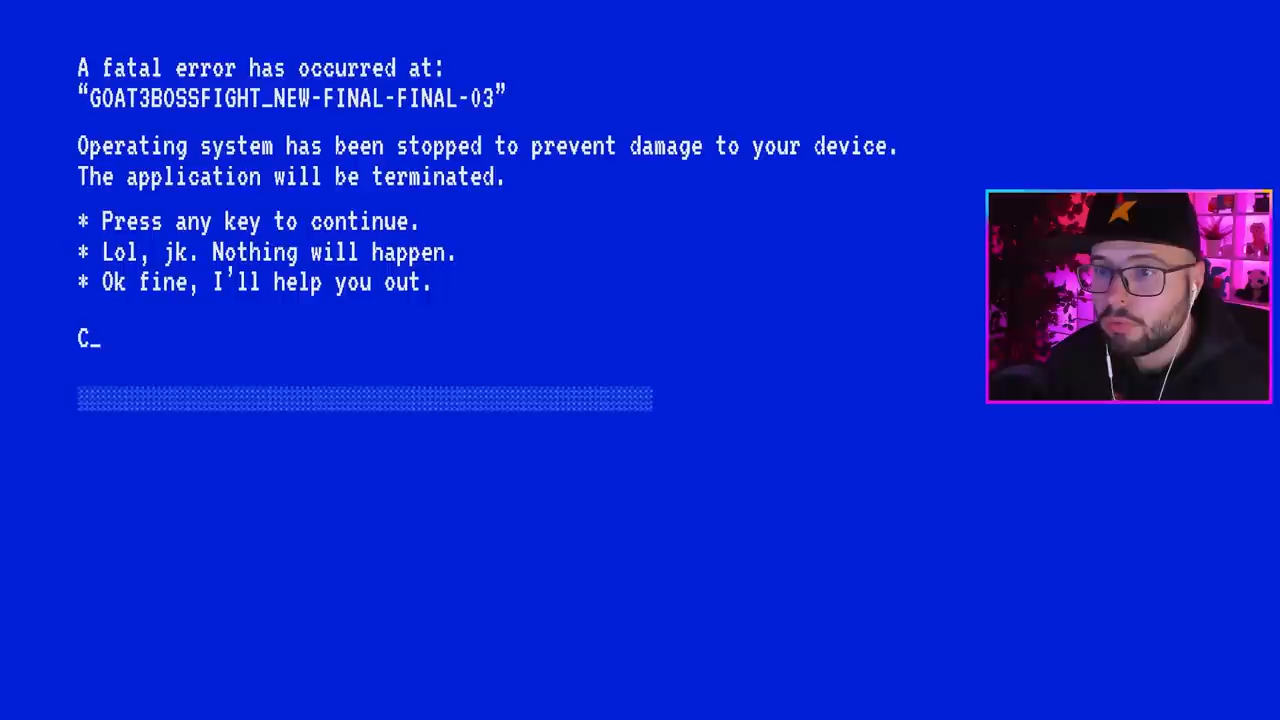 A fatal error has occurred at:
“GOAT3BOSSFIGHT_NEW-FINAL-FINAL-03”
Operating system has been stopped to prevent damage to your device.
The application will be terminated.
* Press any key to continue.
* Lol, jk. Nothing will happen.
* Ok fine, I’ll help you out.
C_